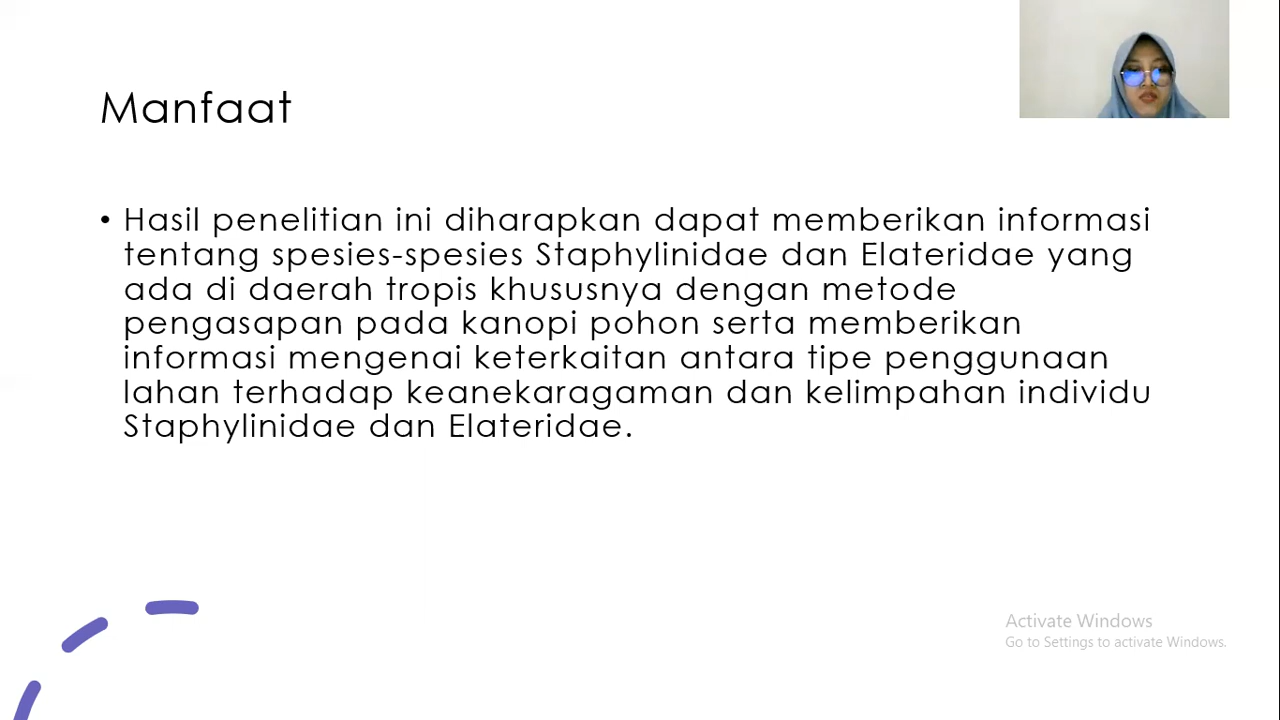 Manfaat
• Hasil penelitian ini diharapkan dapat memberikan informasi
tentang spesies-spesies Staphylinidae dan Elateridae yang
ada di daerah tropis khususnya dengan metode
pengasapan pada kanopi pohon serta memberikan
informasi mengenai keterkaitan antara tipe penggunaan
lahan terhadap keanekaragaman dan kelimpahan individu
Staphylinidae dan Elateridae.
Activate Windows
Go to Settings to activate Windows.